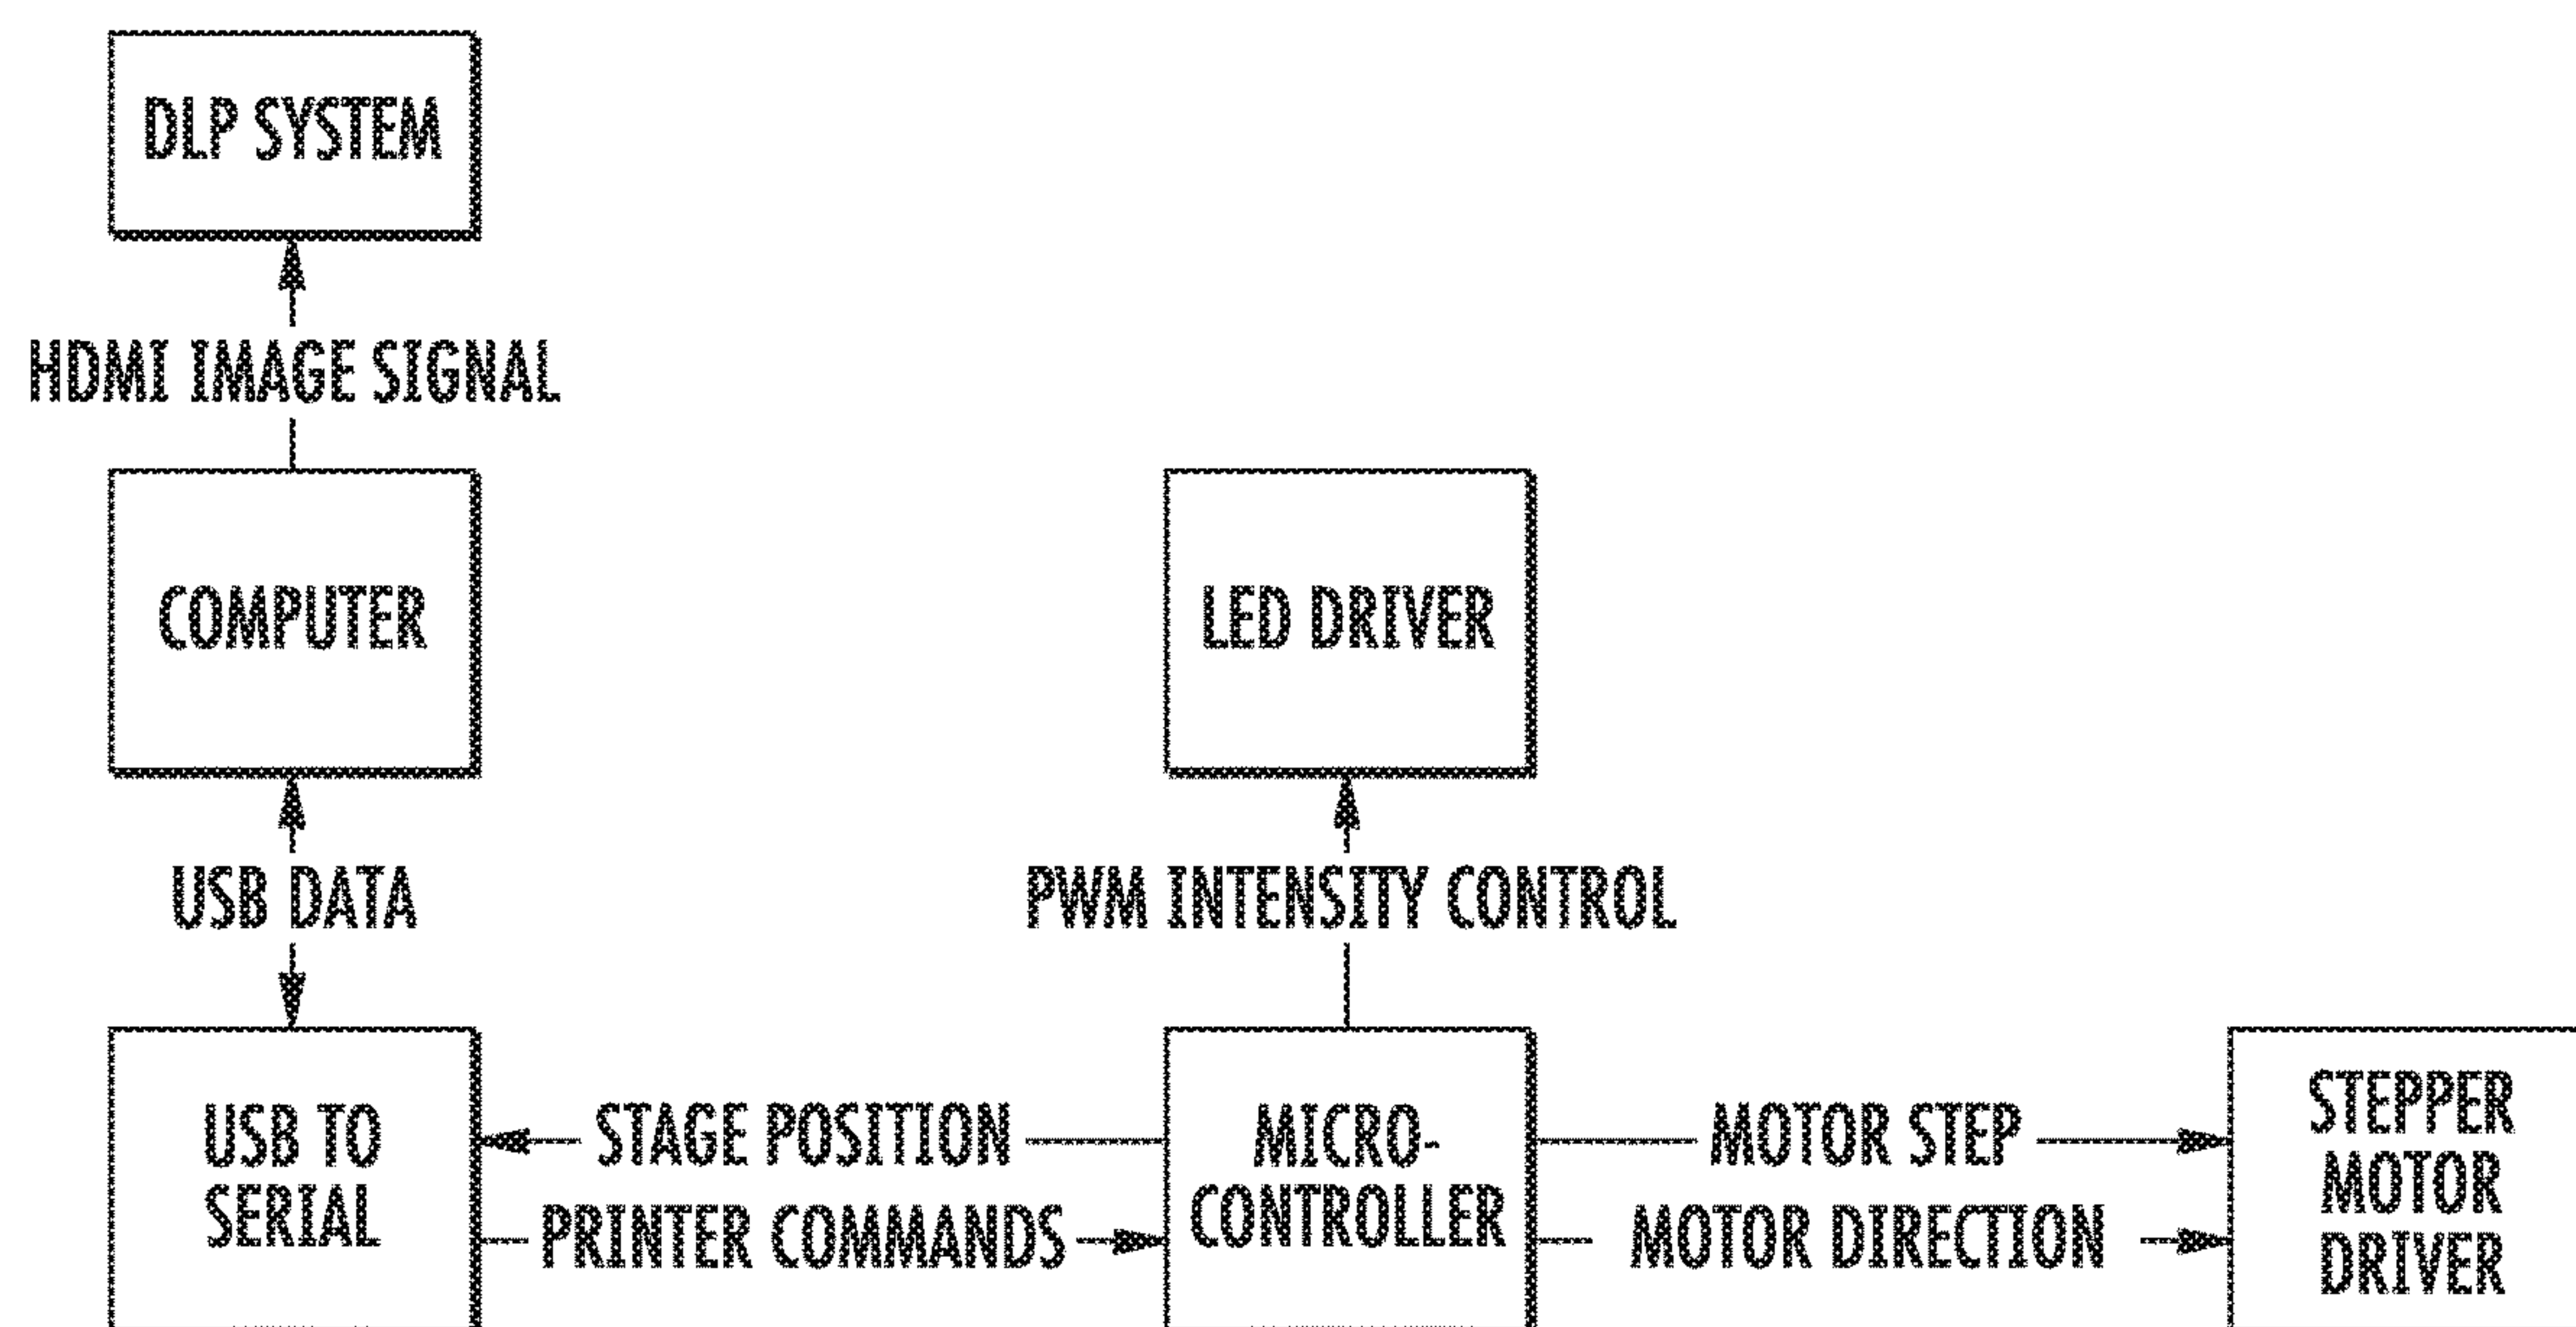 DLP SYSTEM
HDMI IMAGE SIGNAL
COMPUTER
LED DRIVER
USB DATA
PWM INTENSITY CONTROL
USB TO
SERIAL
STAGE POSITION
PRINTER COMMANDS
MICRO-
CONTROLLER
MOTOR STEP
MOTOR DIRECTION
STEPPER
MOTOR
DRIVER